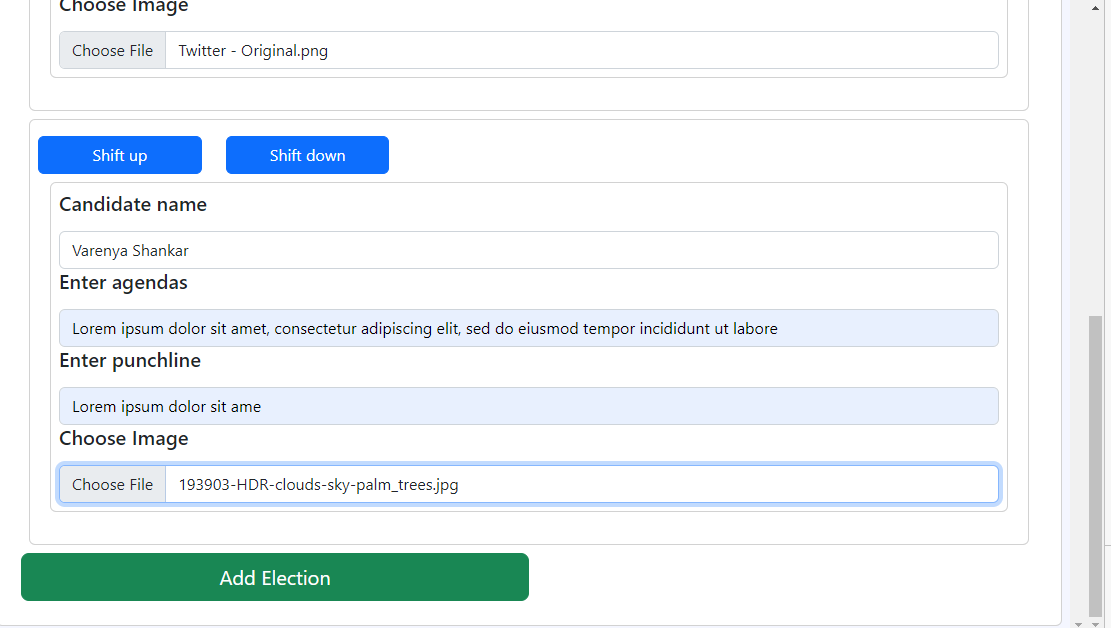 Choose Image
Choose File Twitter - Original.png
Shift up Shift down
Candidate name
Varenya Shankar
Enter agendas
Lorem ipsum dolor sit amet, consectetur adipiscing elit, sed do eiusmod tempor incididunt ut labore
Enter punchline
Lorem ipsum dolor sit ame
Choose Image
Choose File 193903-HDR-clouds-sky-palm_trees.jpg
Add Election